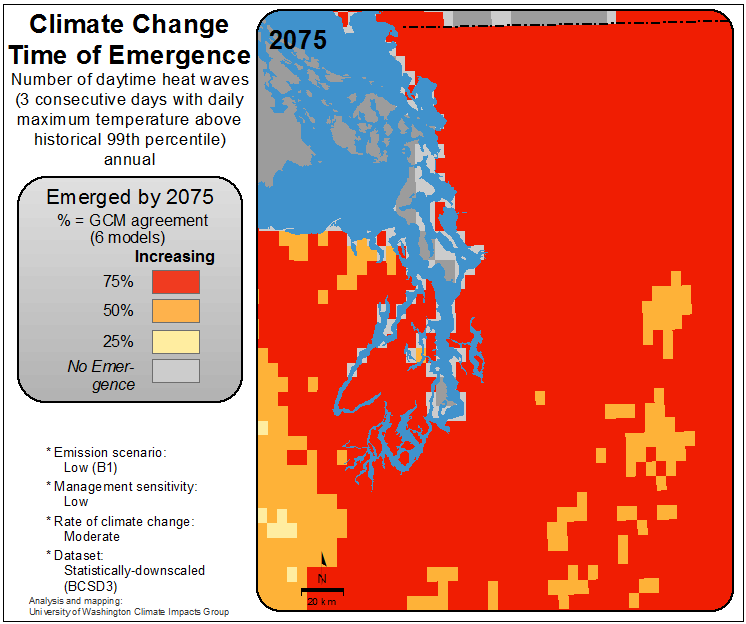 Climate Change
Time of Emergence
Number of daytime heat waves
(3 consecutive days with daily
maximum temperature above
historical 99th percentile)
annual
Emerged by 2075
% = GCM agreement
(6 models)
Increasing
75%
50%
25%
No Emer-
gence
* Emission scenario:
Low (B1)
* Management sensitivity:
Low
* Rate of climate change:
Moderate
* Dataset:
Statistically-downscaled
(BCSD3)
Analysis and mapping:
University of Washington Climate Impacts Group
2075
N
20 km